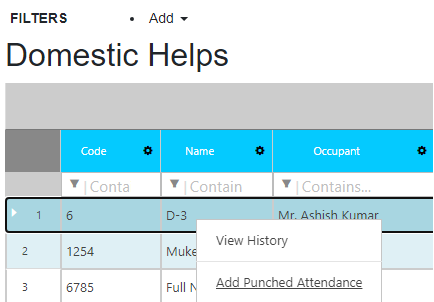 FILTERS
Add
Domestic Helps
Code Name Occupant
Conta Contain Contains...
1 6 D-3 Mr. Ashish Kumar
View History
2 1254 Muke
Add Punched Attendance
3 6785 Full N